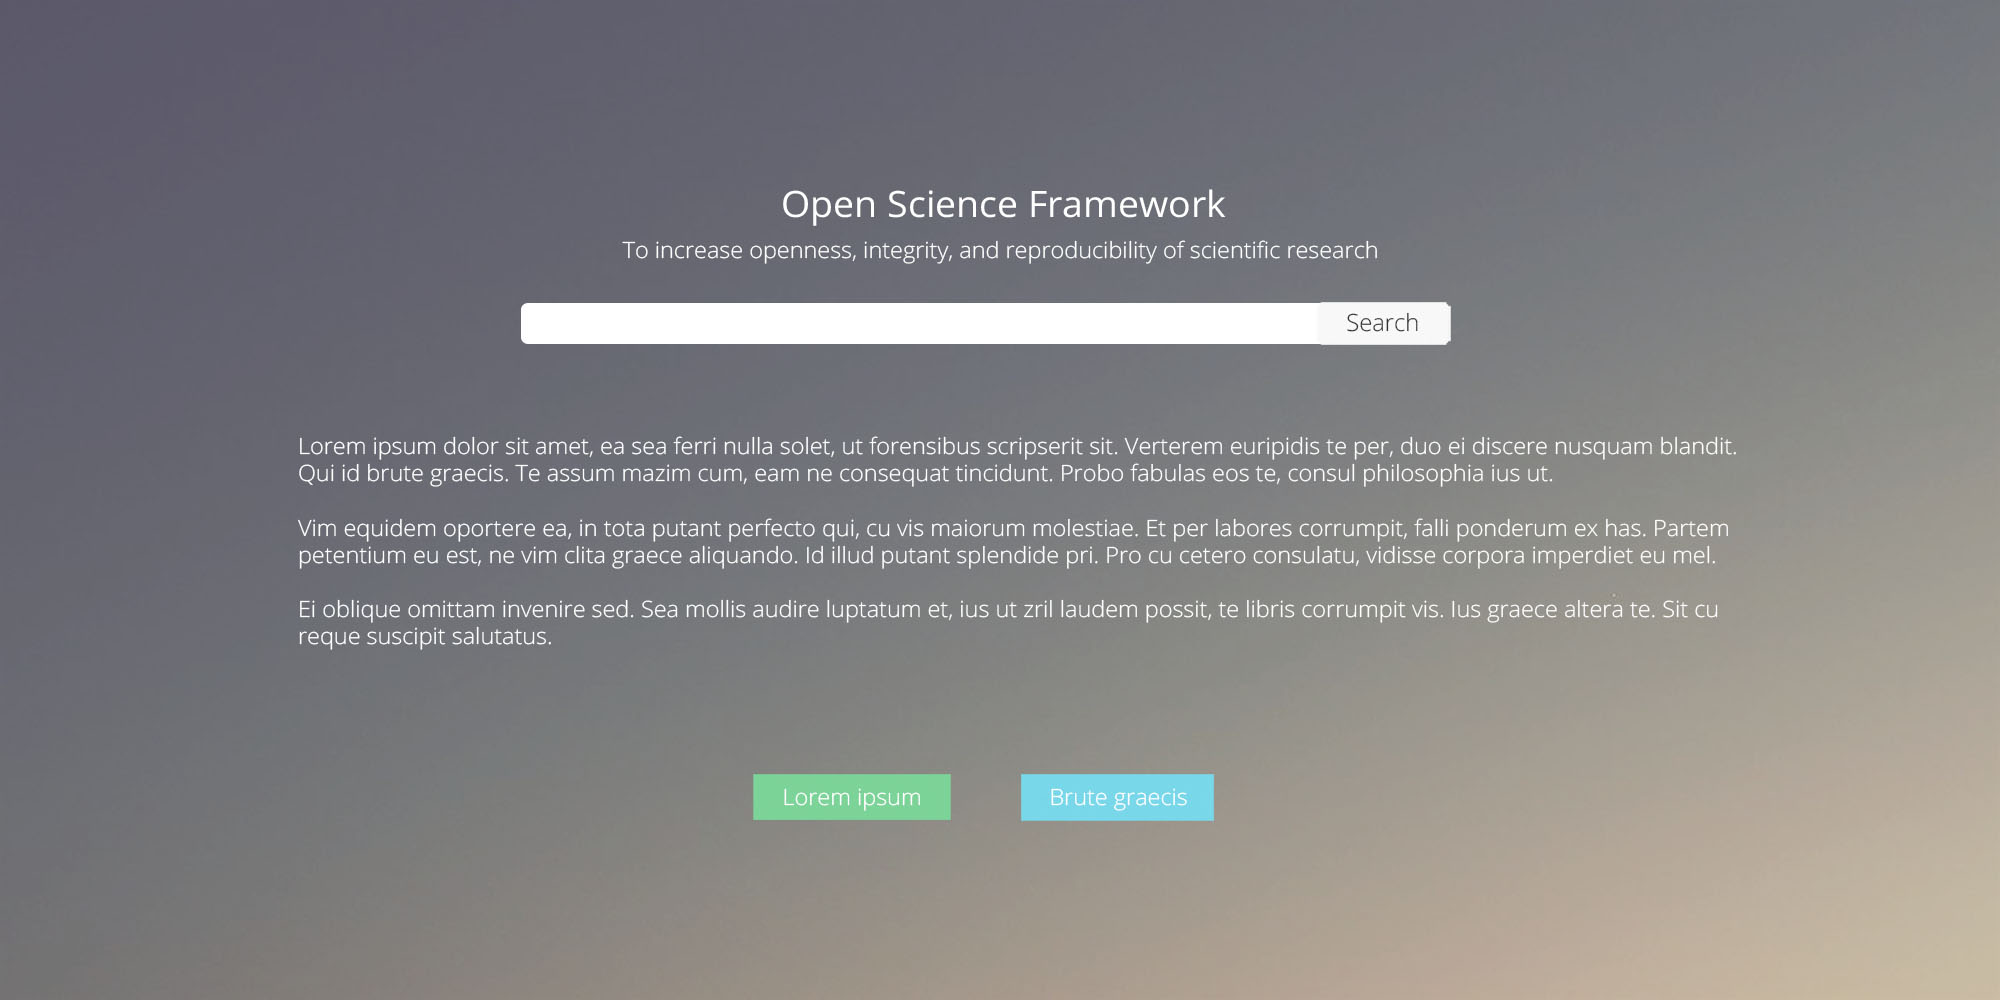 Open Science Framework
To increase openness, integrity, and reproducibility of scientific research
Search
Lorem ipsum dolor sit amet, ea sea ferri nulla solet, ut forensibus scripserit sit. Verterem euripidis te per, duo ei discere nusquam blandit.
Qui id brute graecis. Te assum mazim cum, eam ne consequat tincidunt. Probo fabulas eos te, consul philosophia ius ut.
Vim equidem oportere ea, in tota putant perfecto qui, cu vis maiorum molestiae. Et per labores corrumpit, falli ponderum ex has. Partem
petentium eu est, ne vim clita graece aliquando. Id illud putant splendide pri. Pro cu cetero consulatu, vidisse corpora imperdiet eu mel.
Ei oblique omittam invenire sed. Sea mollis audire luptatum et, ius ut zril laudem possit, te libris corrumpit vis. Ius graece altera te. Sit cu
reque suscipit salutatus.
Lorem ipsum
Brute graecis